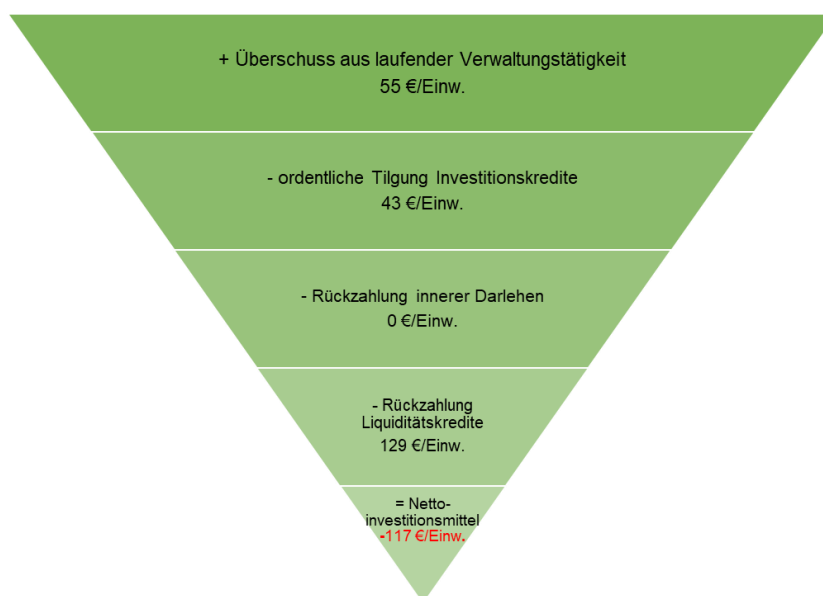 + Überschuss aus laufender Verwaltungstätigkeit
55 €/Einw.
- ordentliche Tilgung Investitionskredite
43 €/Einw.
- Rückzahlung innerer Darlehen
0 €/Einw.
- Rückzahlung
Liquiditätskredite
129 €/Einw.
= Netto-
investitionsmittel
-117 €/Einw.